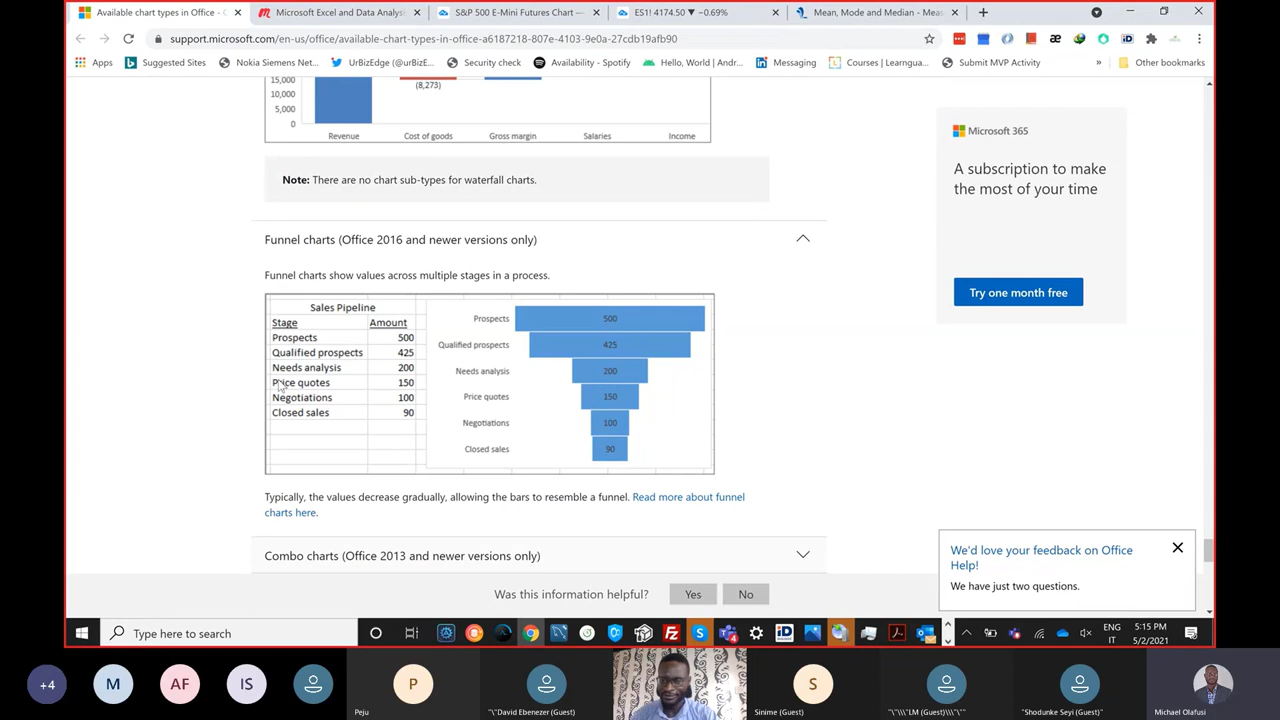 Available chart types in Office - 
Microsoft Excel and Data Analysi
S&P 500 E-Mini Futures Chart —
ES1! 4174.50 ▼ −0.69%
Mean, Mode and Median - Mea
support.microsoft.com/en-us/office/available-chart-types-in-office-a6187218-807e-4103-9e0a-27cdb19afb90
Apps
Suggested Sites
Nokia Siemens Net...
UrBizEdge (@urBizE...
Security check
Availability - Spotify
Hello, World | Andr...
Messaging
Courses | Learngua...
Submit MVP Activity
»
Other bookmarks
15,000
10,000
5,000
0
(8,273)
Revenue Cost of goods Gross margin Salaries Income
Note: There are no chart sub-types for waterfall charts.
Funnel charts (Office 2016 and newer versions only)
Funnel charts show values across multiple stages in a process.
Sales Pipeline
Stage Amount
Prospects 500
Qualified prospects 425
Needs analysis 200
Price quotes 150
Negotiations 100
Closed sales 90
Prospects 500
Qualified prospects 425
Needs analysis 200
Price quotes 150
Negotiations 100
Closed sales 90
Typically, the values decrease gradually, allowing the bars to resemble a funnel. Read more about funnel
charts here.
Combo charts (Office 2013 and newer versions only)
Microsoft 365
A subscription to make
the most of your time
Try one month free
We'd love your feedback on Office
Help!
We have just two questions.
Was this information helpful? Yes No
Type here to search
ENG
IT
5:15 PM
5/2/2021
+4
M
AF
IS
P
Peju
"\"David Ebenezer (Guest)
S
Sinime (Guest)
"\"\\\"LM (Guest)\\\"\""
"Shodunke Seyi (Guest)"
Michael Olafusi